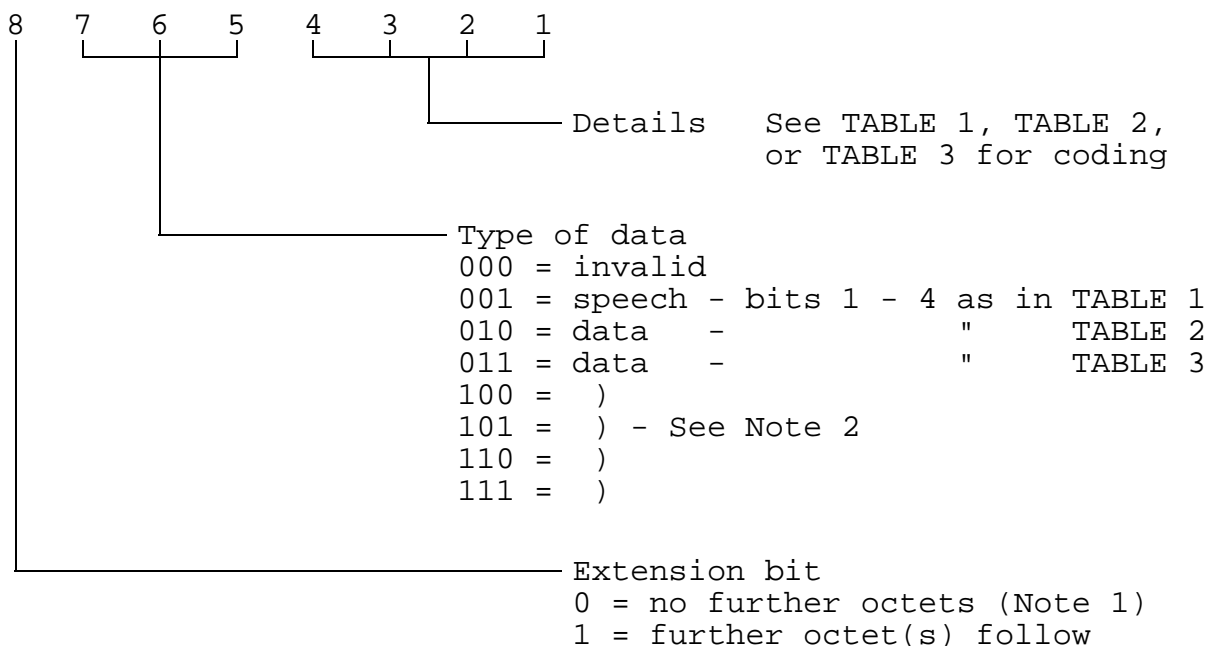 8 7 6 5 4 3 2 1
Details See TABLE 1, TABLE 2,
or TABLE 3 for coding
Type of data
000 = invalid
001 = speech - bits 1 - 4 as in TABLE 1
010 = data - " TABLE 2
011 = data - " TABLE 3
100 = )
101 = ) - See Note 2
110 = )
111 = )
Extension bit
0 = no further octets (Note 1)
1 = further octet(s) follow